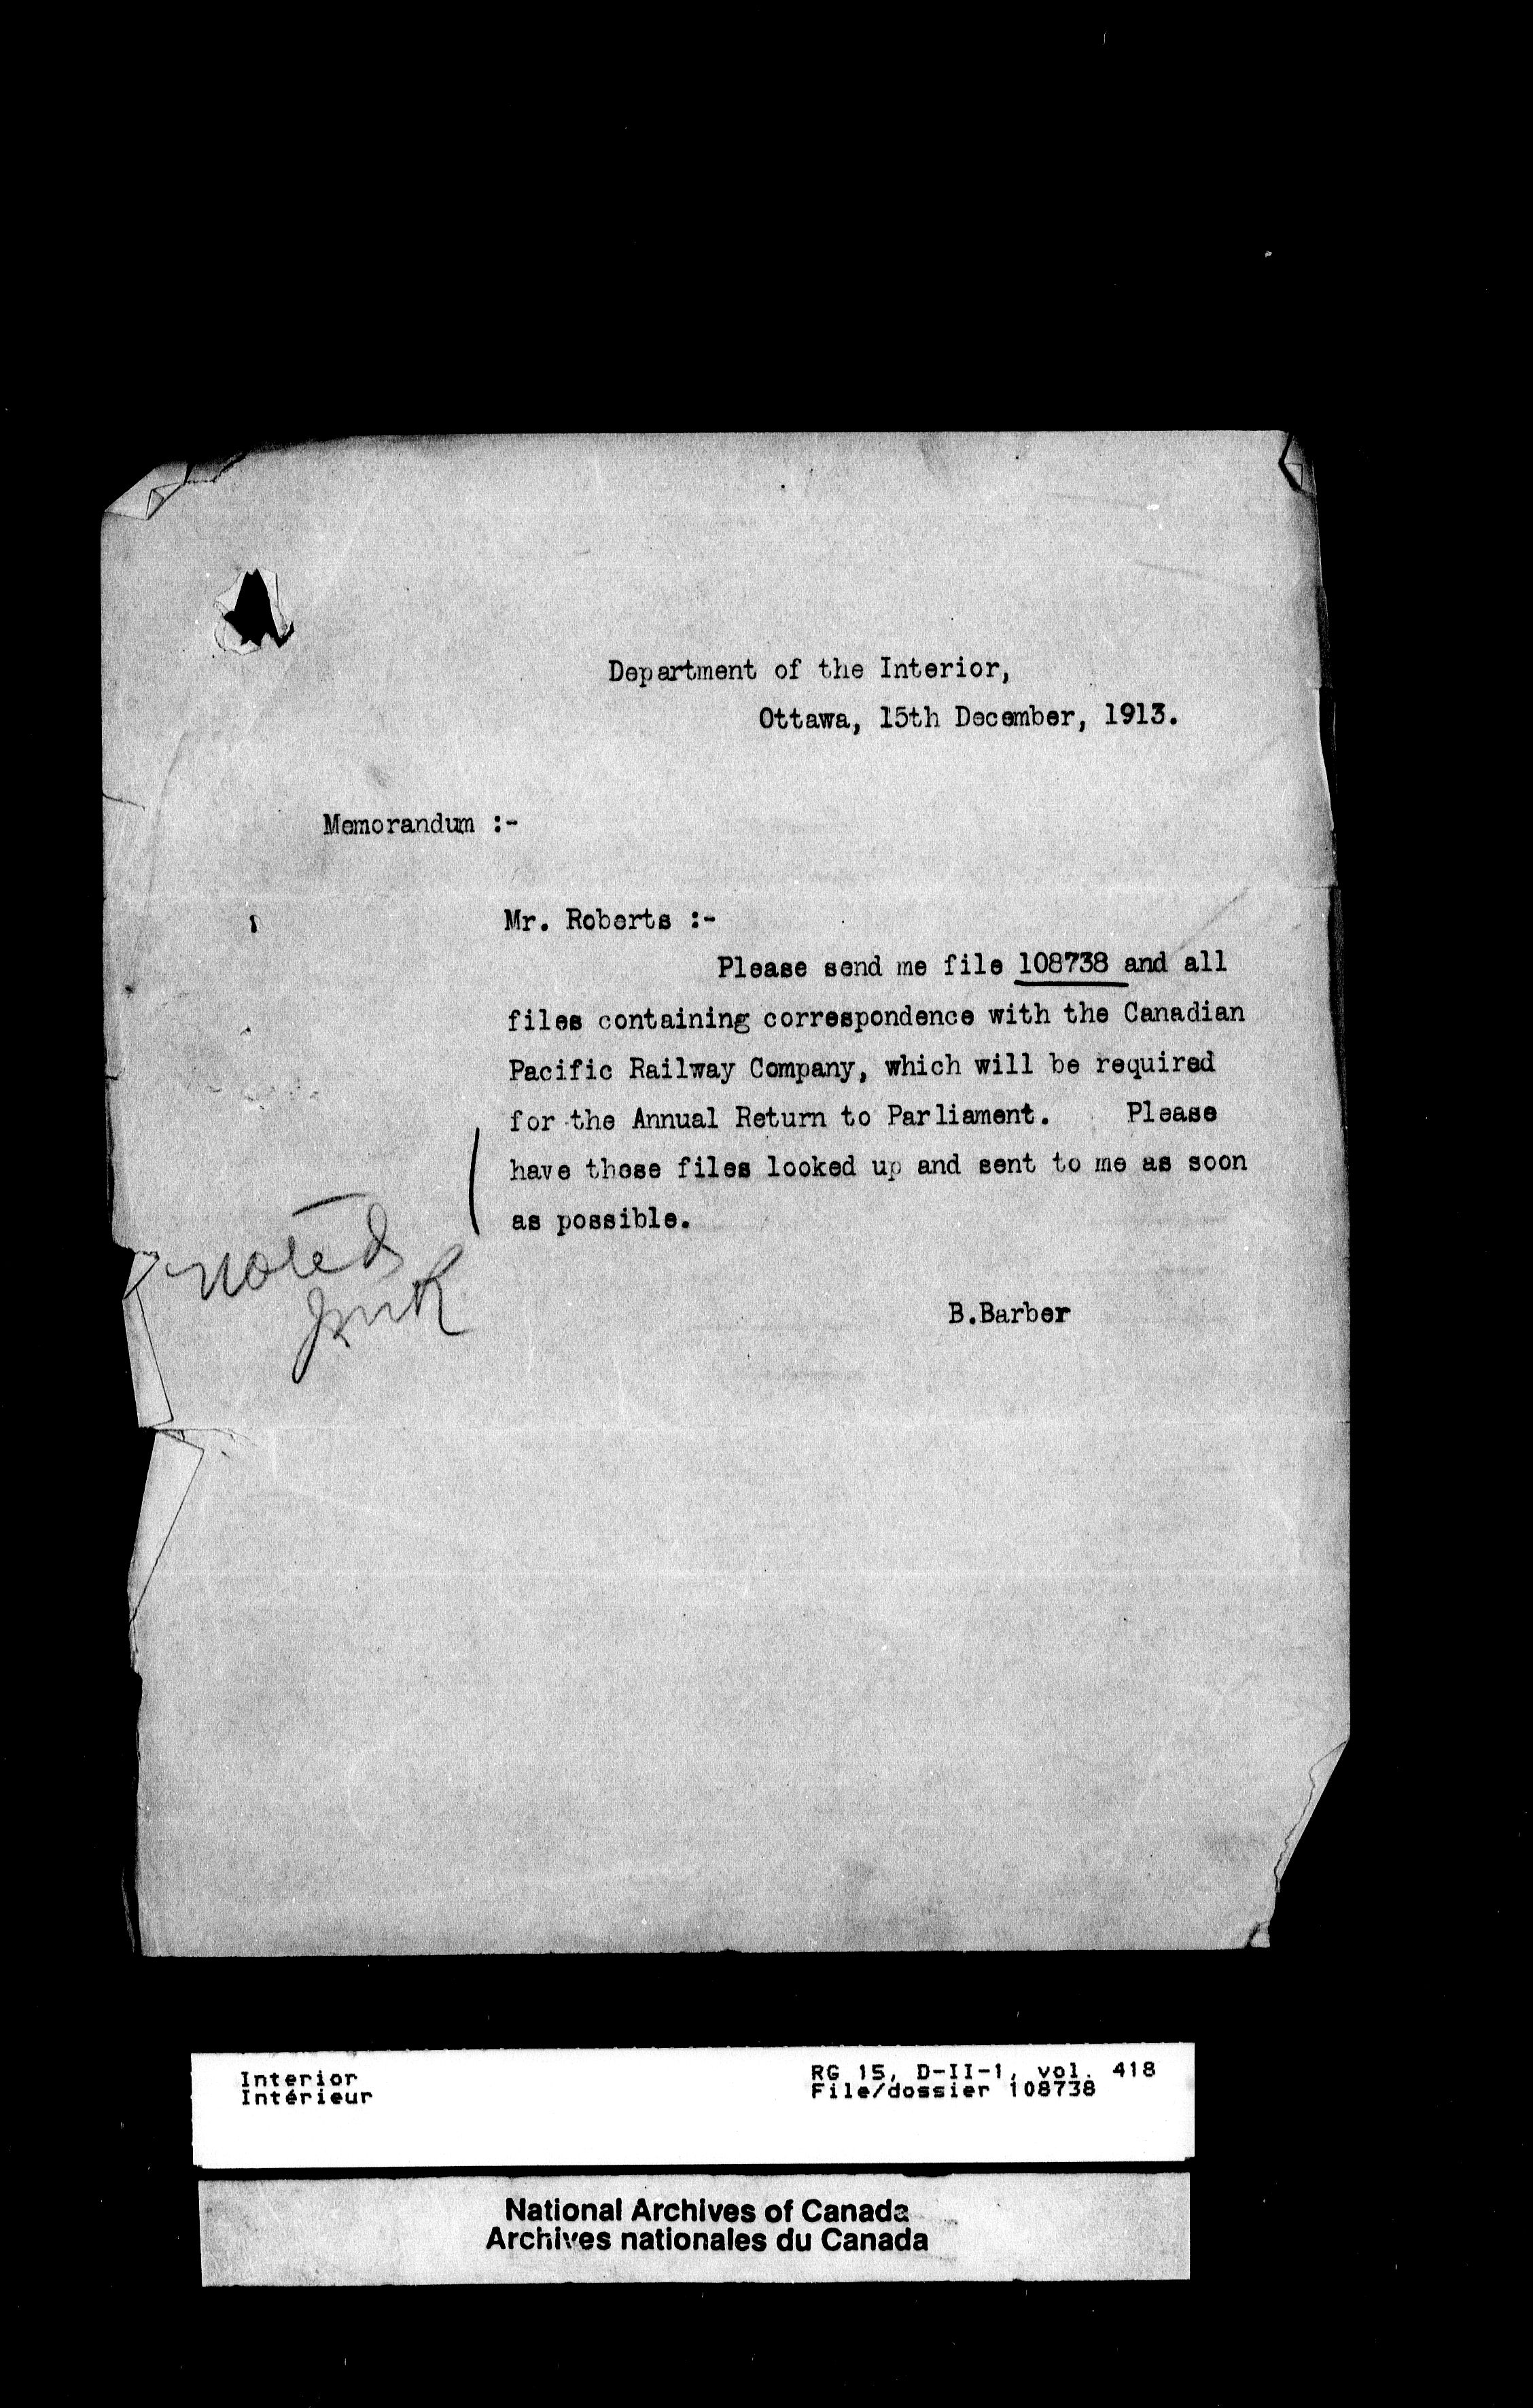 Department of the Interior,
Ottawa, 15th December, 1913.
Memorandum :-
Mr. Roberts :-
Please send me file 108738 and all
files containing correspondence with the Canadian
Pacific Railway Company, which will be required
for the Annual Return to Parliament. Please
have these files looked up and sent to me as soon
as possible.
noted
B.Barber
Interior
Intérieur
RG 15, D-II-1, vol. 418
File/dossier 108738
National Archives of Canada
Archives nationales du Canada